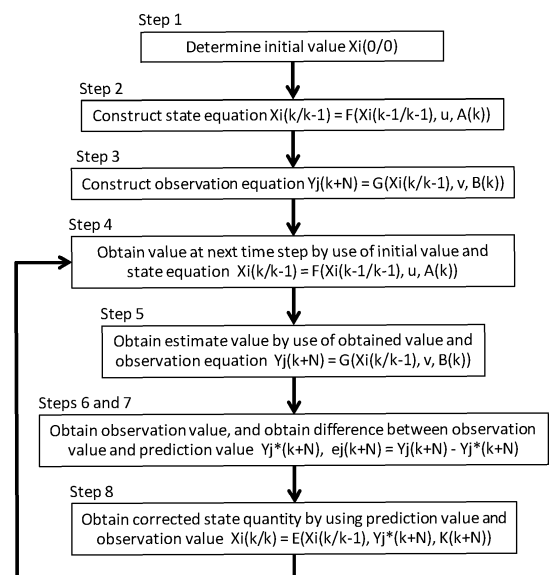 Step 1
Determine initial value Xi(0/0)
Step 2
Construct state equation Xi(k/k-1) = F(Xi(k-1/k-1), u, A(k))
Step 3
Construct observation equation Yj(k+N) = G(Xi(k/k-1), v, B(k))
Step 4
Obtain value at next time step by use of initial value and
state equation Xi(k/k-1) = F(Xi(k-1/k-1), u, A(k))
Step 5
Obtain estimate value by use of obtained value and
observation equation Yj(k+N) = G(Xi(k/k-1), v, B(k))
Steps 6 and 7
Obtain observation value, and obtain difference between observation
value and prediction value Yj*(k+N), ej(k+N) = Yj(k+N) - Yj*(k+N)
Step 8
Obtain corrected state quantity by using prediction value and
observation value Xi(k/k) = E(Xi(k/k-1), Yj*(k+N), K(k+N))